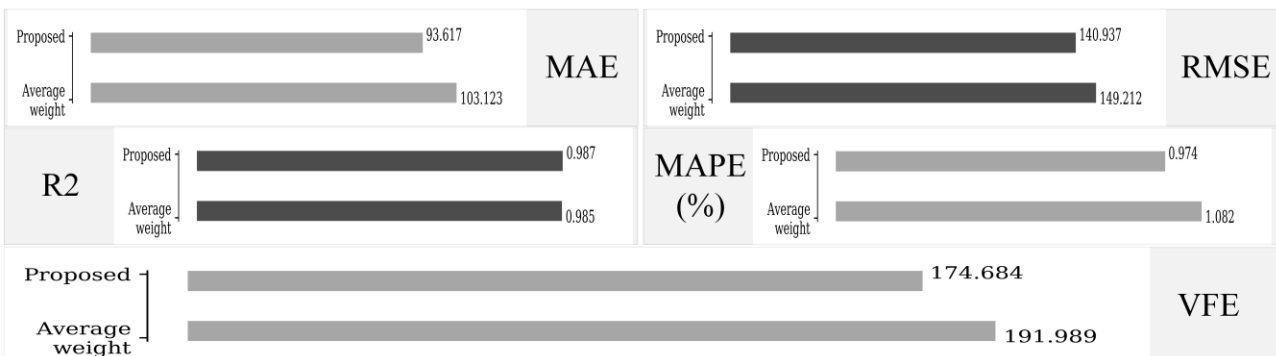 Proposed
93.617
MAE
Average
weight
103.123
Proposed
140.937
RMSE
Average
weight
149.212
R2
Proposed
0.987
Average
weight
0.985
MAPE
(%)
Proposed
0.974
Average
weight
1.082
Proposed
174.684
VFE
Average
weight
191.989